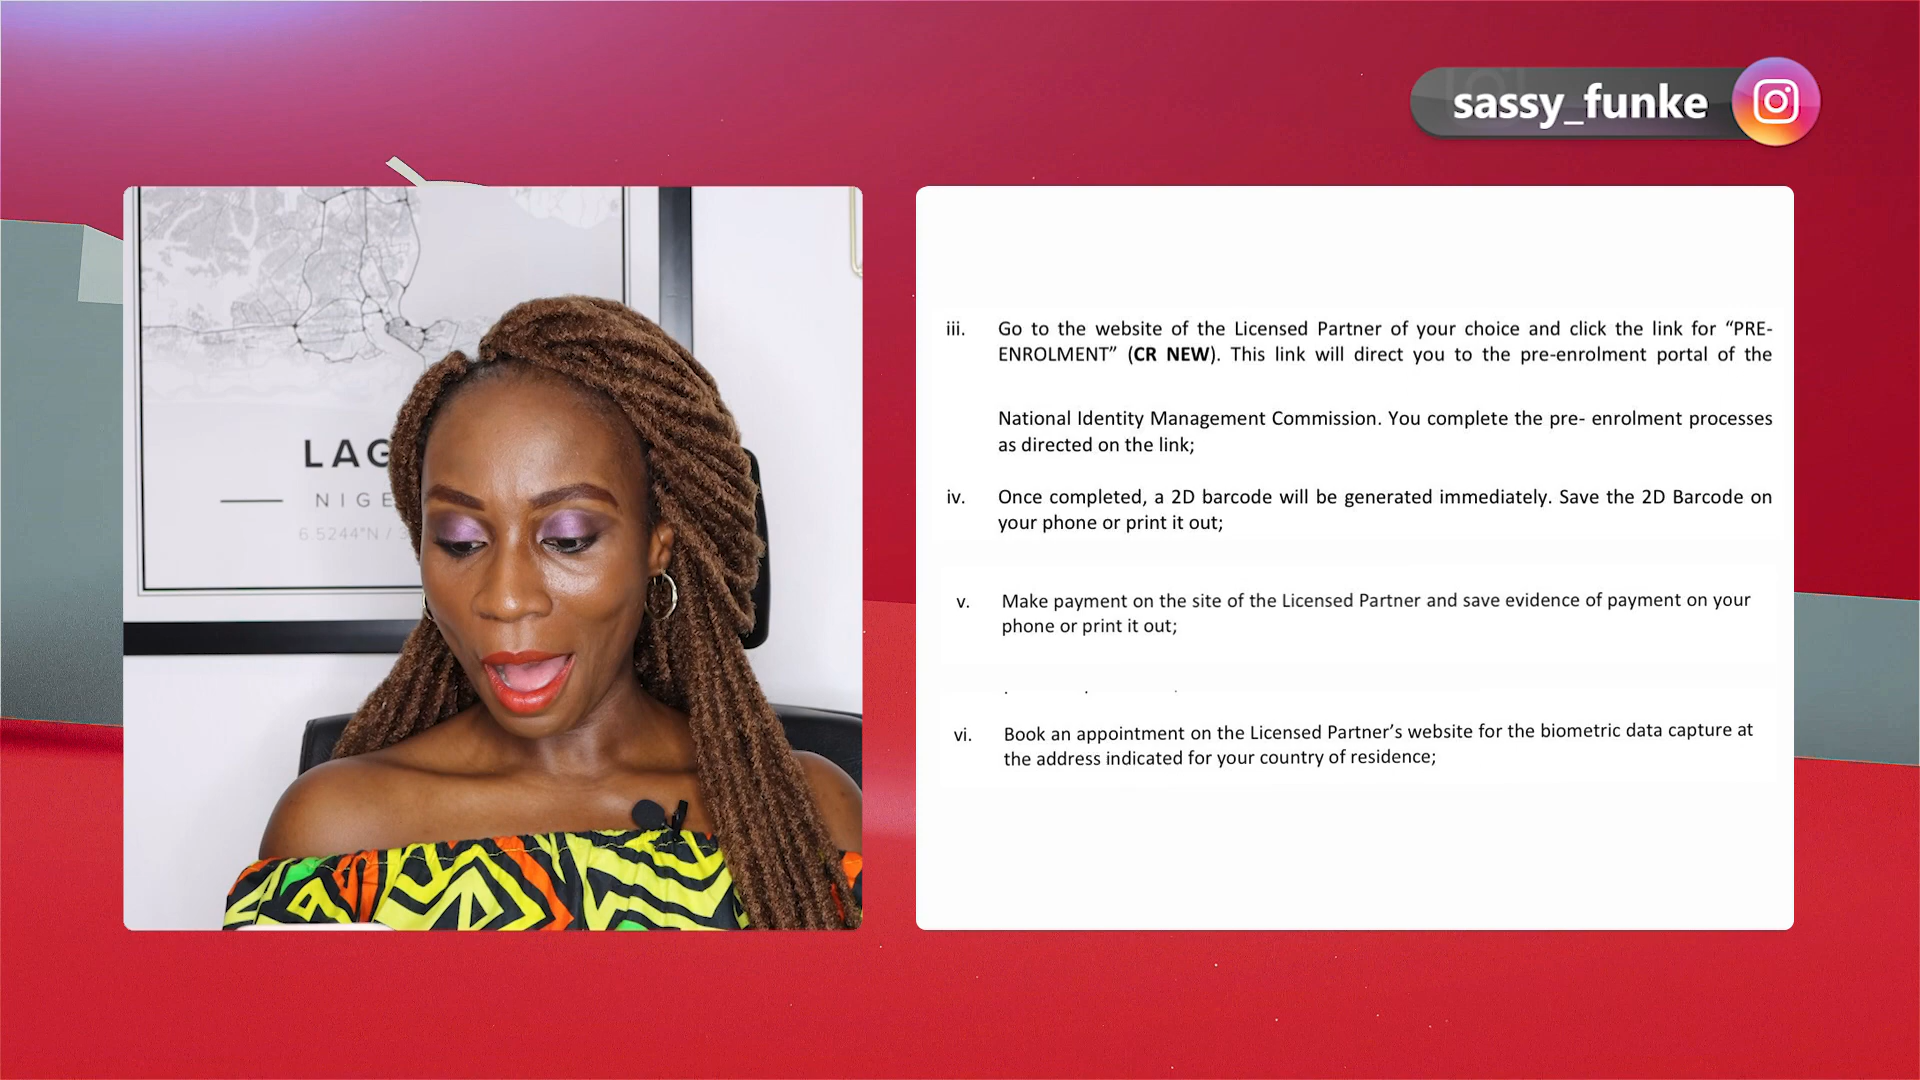 sassy_funke
LAG
NIGE
6.5244°N / 3
iii. Go to the website of the Licensed Partner of your choice and click the link for “PRE-
ENROLMENT” (CR NEW). This link will direct you to the pre-enrolment portal of the
National Identity Management Commission. You complete the pre- enrolment processes
as directed on the link;
iv. Once completed, a 2D barcode will be generated immediately. Save the 2D Barcode on
your phone or print it out;
v. Make payment on the site of the Licensed Partner and save evidence of payment on your
phone or print it out;
vi. Book an appointment on the Licensed Partner’s website for the biometric data capture at
the address indicated for your country of residence;